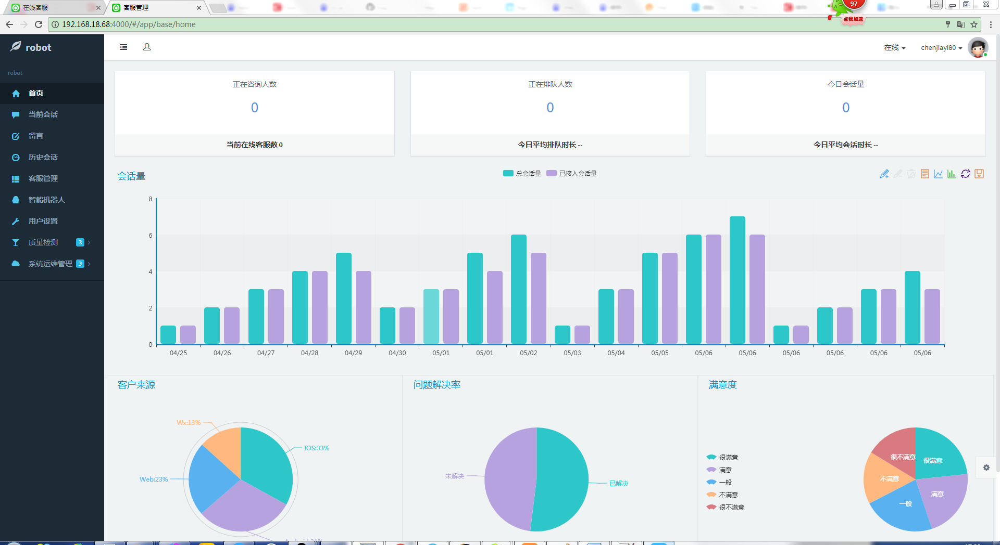 在线客服
客服管理
97
点我加速
192.168.18.68:4000/#/app/base/home
robot
在线
chenjiayi80
robot
首页
当前会话
留言
历史会话
客服管理
智能机器人
用户设置
质量检测 3
系统运维管理 3
正在咨询人数
0
当前在线客服数 0
正在排队人数
0
今日平均排队时长 --
今日会话量
0
今日平均会话时长 --
会话量
总会话量 已接入会话量
8
6
4
2
0
04/25 04/26 04/27 04/28 04/29 04/30 05/01 05/01 05/02 05/03 05/04 05/05 05/06 05/06 05/06 05/06 05/06 05/06
客户来源
Wx:13%
IOS:33%
Web:23%
问题解决率
未解决
已解决
满意度
很满意
满意
一般
不满意
很不满意
很不满意
很满意
不满意
满意
一般